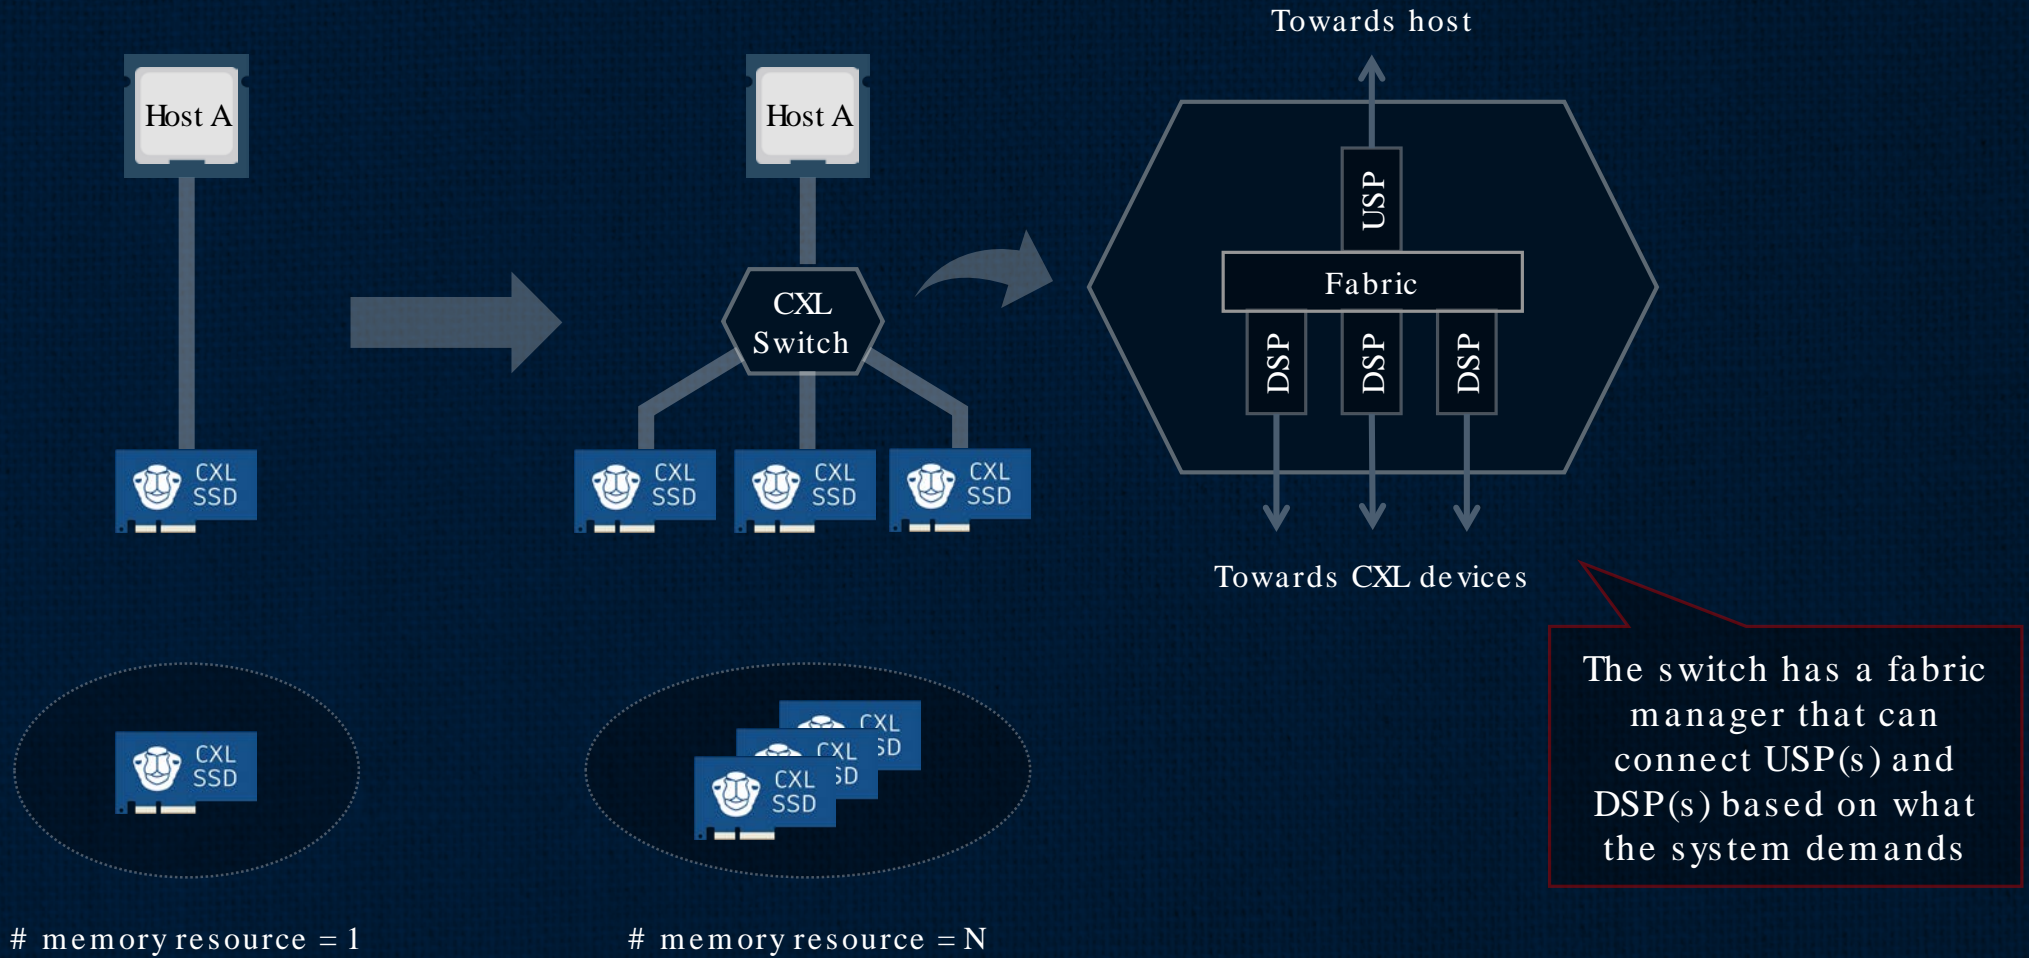 Towards host
Host A
Host A
USP
Fabric
CXL
Switch
DSP
DSP
DSP
CXL
SSD
CXL
SSD
CXL
SSD
CXL
SSD
Towards CXL devices
The switch has a fabric
manager that can
connect USP(s) and
DSP(s) based on what
the system demands
CXL
SSD
CXL
SD
CXL
SD
CXL
SSD
# memory resource = 1
# memory resource = N